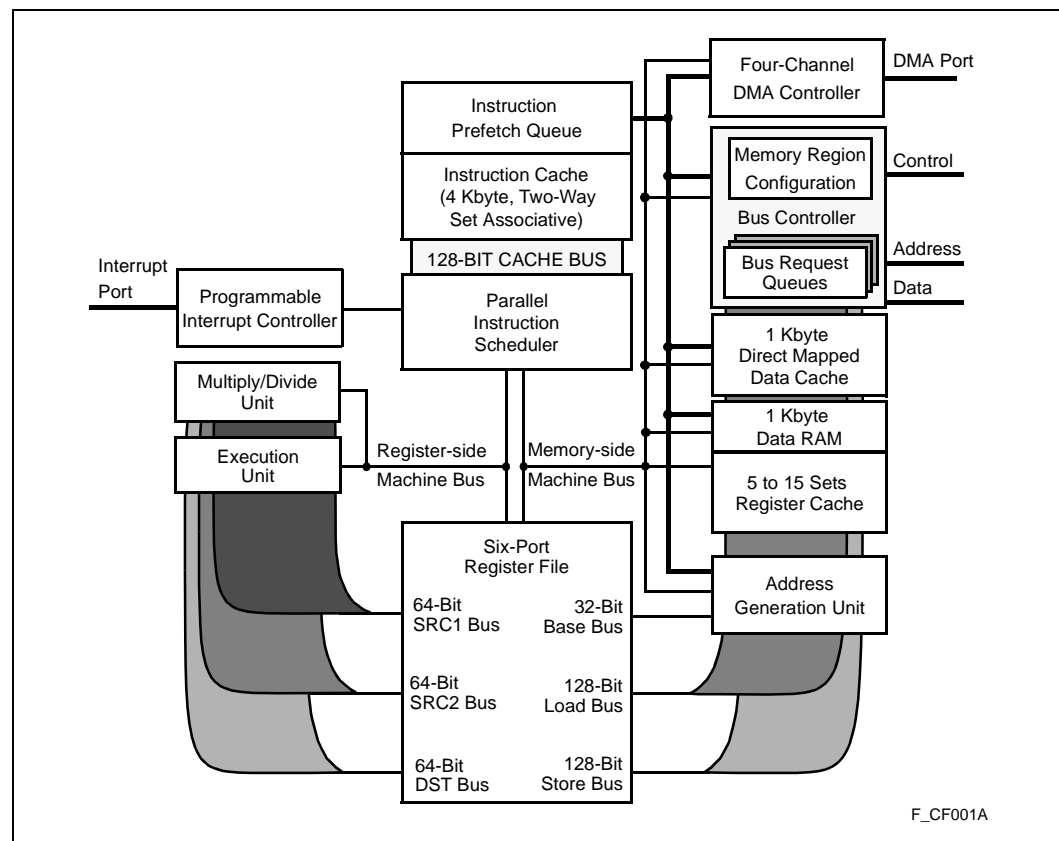 Four-Channel
DMA Controller
DMA Port
Instruction
Prefetch Queue
Instruction Cache
(4 Kbyte, Two-Way
Set Associative)
128-BIT CACHE BUS
Parallel
Instruction
Scheduler
Interrupt
Port
Programmable
Interrupt Controller
Memory Region
Configuration
Bus Controller
Bus Request
Queues
Control
Address
Data
1 Kbyte
Direct Mapped
Data Cache
1 Kbyte
Data RAM
5 to 15 Sets
Register Cache
Multiply/Divide
Unit
Execution
Unit
Register-side
Machine Bus
Memory-side
Machine Bus
Six-Port
Register File
64-Bit
SRC1 Bus
32-Bit
Base Bus
64-Bit
SRC2 Bus
128-Bit
Load Bus
64-Bit
DST Bus
128-Bit
Store Bus
Address
Generation Unit
F_CF001A